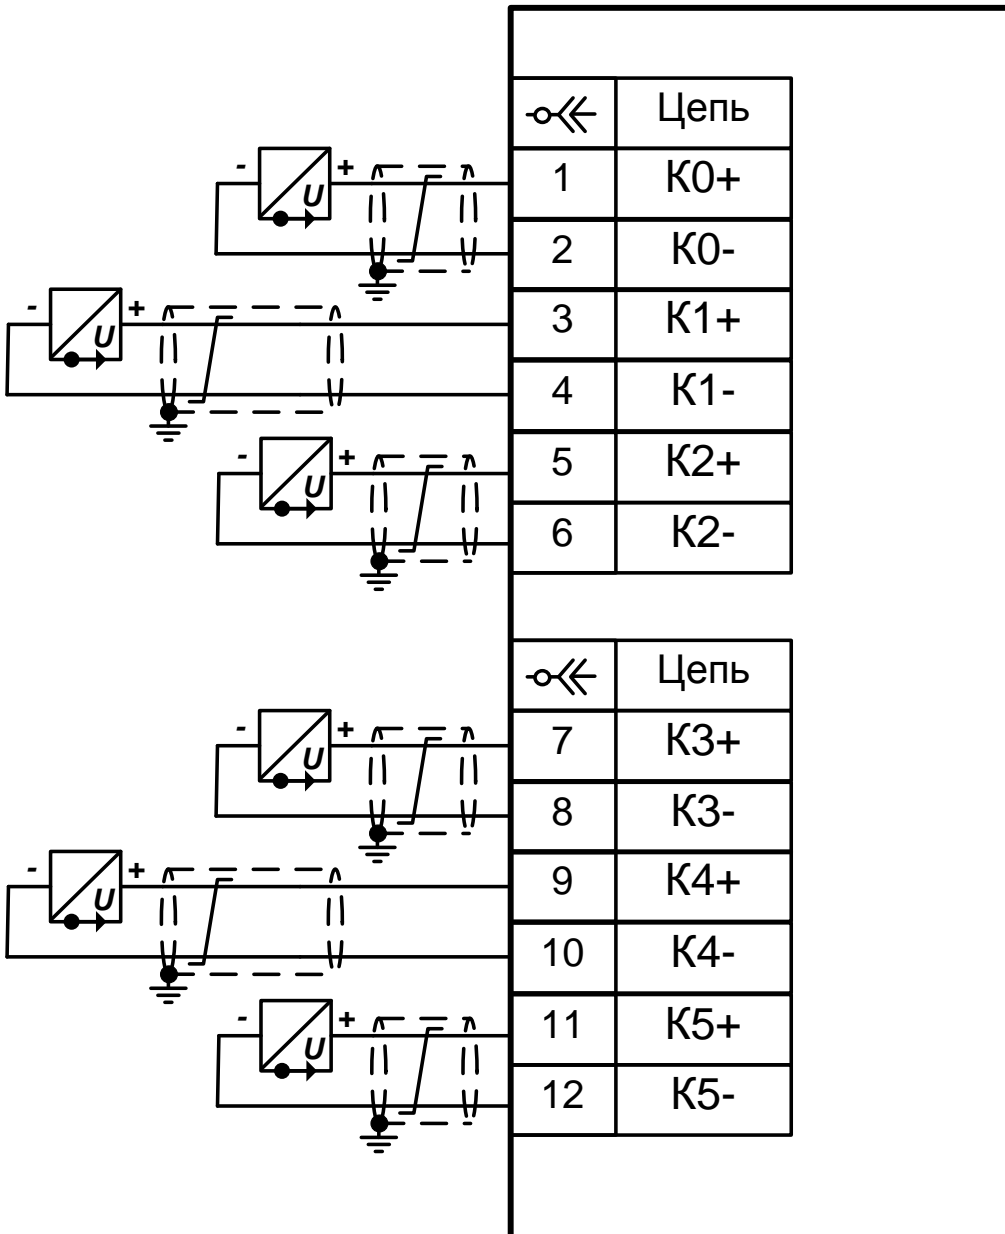 Цепь
- U + 1 К0+
2 К0-
- U + 3 К1+
4 К1-
- U + 5 К2+
6 К2-
Цепь
- U + 7 К3+
8 К3-
- U + 9 К4+
10 К4-
- U + 11 К5+
12 К5-